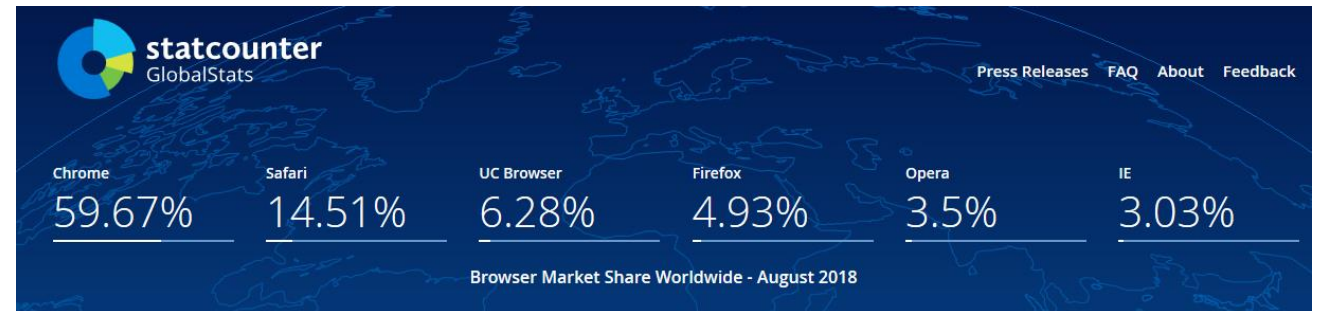 statcounter
GlobalStats
Press Releases FAQ About Feedback
Chrome Safari UC Browser Firefox Opera IE
59.67% 14.51% 6.28% 4.93% 3.5% 3.03%
Browser Market Share Worldwide - August 2018